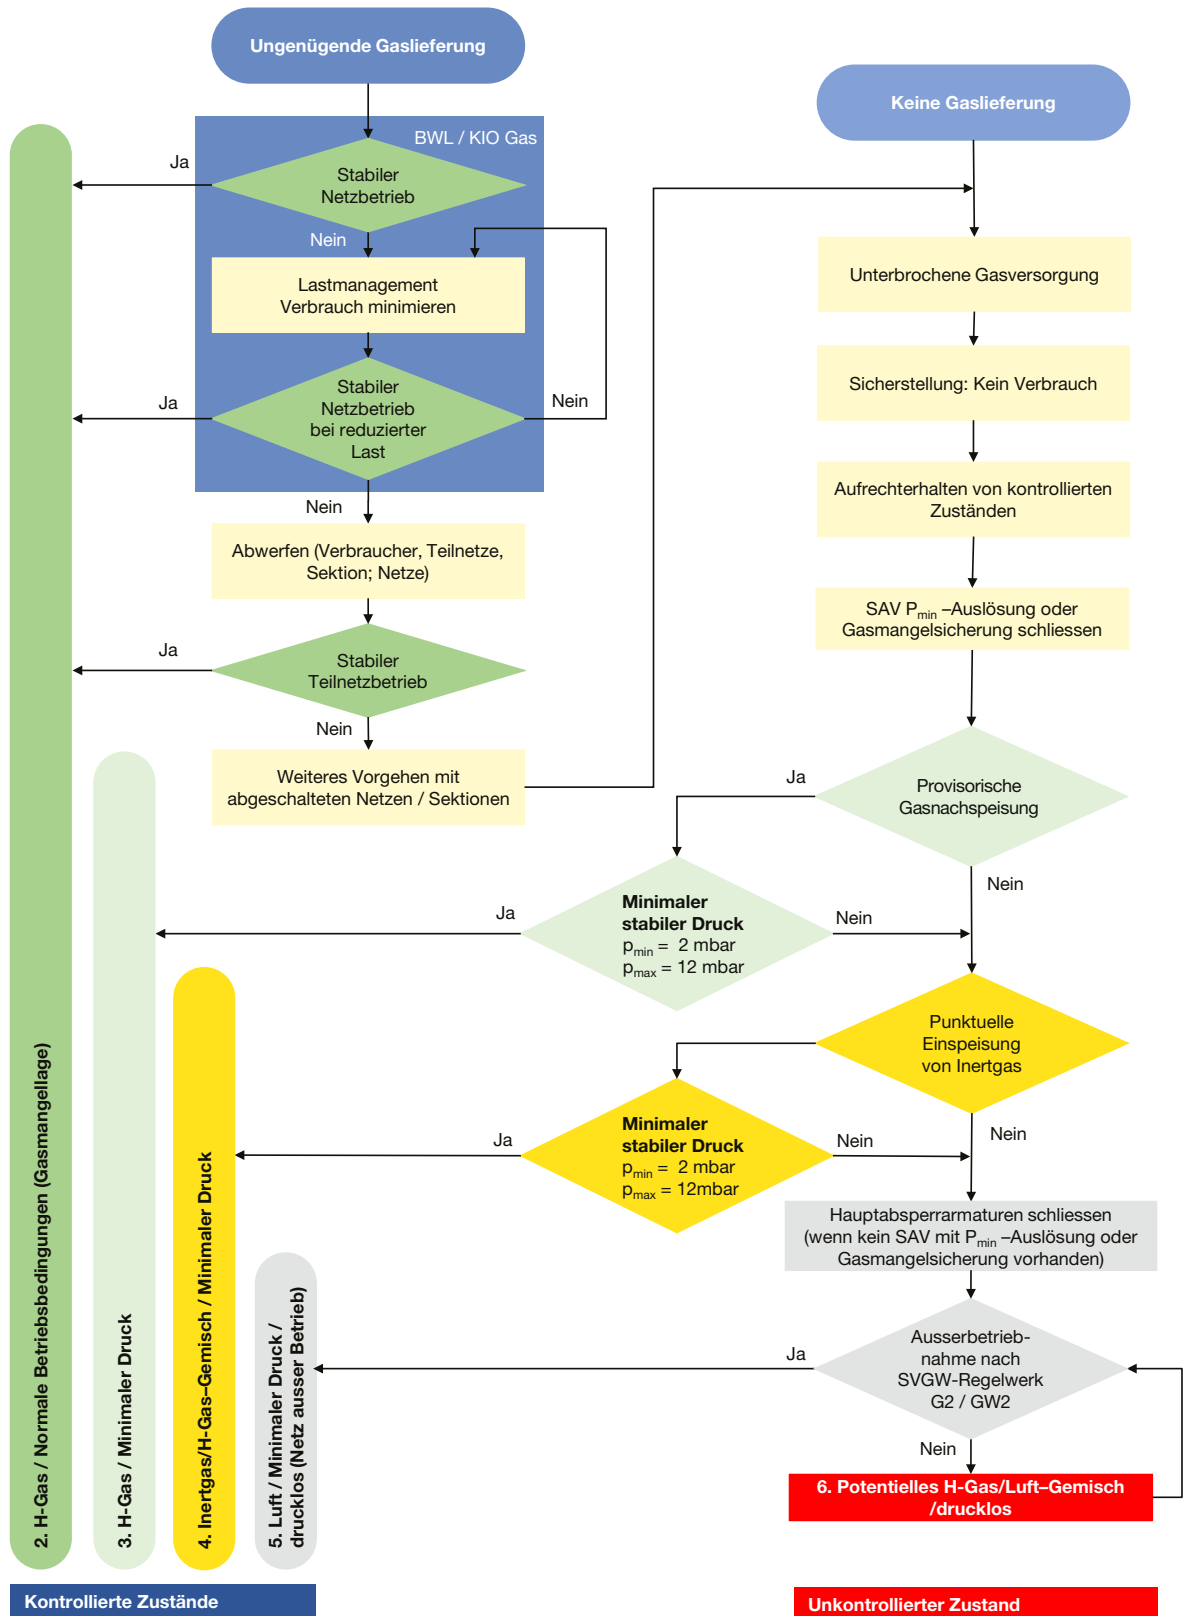 Ungenügende Gaslieferung
BWL / KIO Gas
Ja
Stabiler
Netzbetrieb
Nein
Lastmanagement
Verbrauch minimieren
Ja
Stabiler
Netzbetrieb
bei reduzierter
Last
Nein
Nein
Abwerfen (Verbraucher, Teilnetze,
Sektion; Netze)
Ja
Stabiler
Teilnetzbetrieb
Nein
Weiteres Vorgehen mit
abgeschalteten Netzen / Sektionen
Keine Gaslieferung
Unterbrochene Gasversorgung
Sicherstellung: Kein Verbrauch
Aufrechterhalten von kontrollierten
Zuständen
SAV Pmin –Auslösung oder
Gasmangelsicherung schliessen
Ja
Provisorische
Gasnachspeisung
Nein
Ja
Minimaler
stabiler Druck
pmin = 2 mbar
pmax = 12 mbar
Nein
Punktuelle
Einspeisung
von Inertgas
Nein
Ja
Minimaler
stabiler Druck
pmin = 2 mbar
pmax = 12mbar
Nein
Hauptabsperrarmaturen schliessen
(wenn kein SAV mit Pmin –Auslösung oder
Gasmangelsicherung vorhanden)
Ja
Ausserbetrieb-
nahme nach
SVGW-Regelwerk
G2 / GW2
Nein
6. Potentielles H-Gas/Luft–Gemisch
/drucklos
2. H-Gas / Normale Betriebsbedingungen (Gasmangellage)
3. H-Gas / Minimaler Druck
4. Inertgas/H-Gas–Gemisch / Minimaler Druck
5. Luft / Minimaler Druck /
drucklos (Netz ausser Betrieb)
Kontrollierte Zustände
Unkontrollierter Zustand